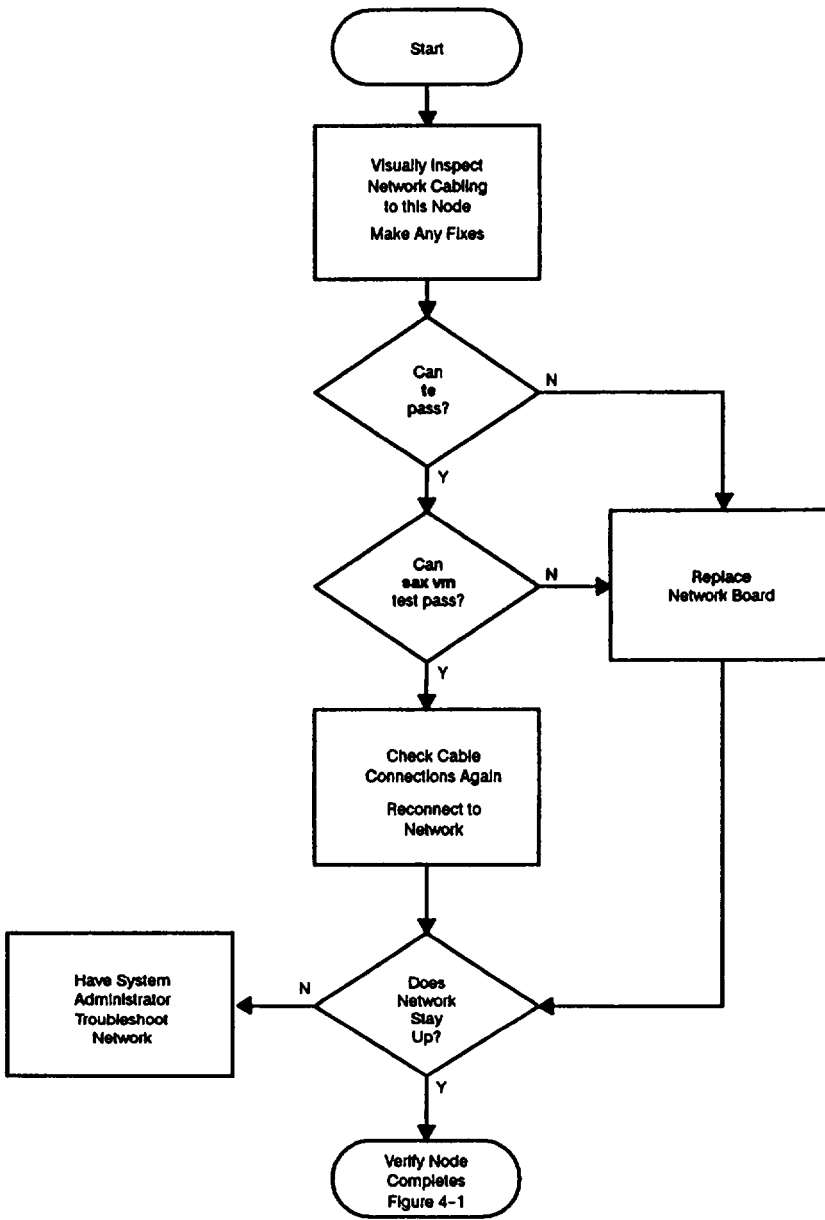 Start
Visually Inspect
Network Cabling
to this Node
Make Any Fixes
Can
te
pass?
N
Y
Can
sax vm
test pass?
N
Y
Replace
Network Board
Check Cable
Connections Again
Reconnect to
Network
Have System
Administrator
Troubleshoot
Network
N
Does
Network
Stay
Up?
Y
Verify Node
Completes
Figure 4-1